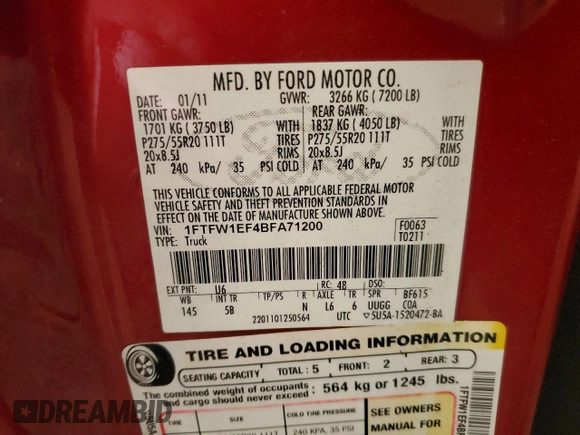 MFD. BY FORD MOTOR CO.
DATE: 01/11 GVWR: 3266 KG ( 7200 LB)
FRONT GAWR: REAR GAWR:
1701 KG ( 3750 LB) WITH 1837 KG ( 4050 LB) WITH
P275/55R20 111T TIRES P275/55R20 111T TIRES
20x8.5J RIMS 20x8.5J RIMS
AT 240 kPa/ 35 PSI COLD AT 240 kPa/ 35 PSI COLD
THIS VEHICLE CONFORMS TO ALL APPLICABLE FEDERAL MOTOR
VEHICLE SAFETY AND THEFT PREVENTION STANDARDS IN
EFFECT ON THE DATE OF MANUFACTURE SHOWN ABOVE.
VIN: 1FTFW1EF4BFA71200 F0063
TYPE: Truck T0211
EXT PNT: U6 RC: 48 DSO:
WB INT TR TP/PS R AXLE TR SPR BF615
145 5B N L6 6 UUGG COA
2201101250564 UTC ▽5U5A-1520472-BA
TIRE AND LOADING INFORMATION
SEATING CAPACITY TOTAL : 5 FRONT: 2 REAR: 3
The combined weight of occupants
and cargo should never exceed : 564 kg or 1245 lbs.
TIRE SIZE COLD TIRE PRESSURE SEE OWNERS
111T 240 KPA, 35 PSI MANUAL FOR
DREAMBID